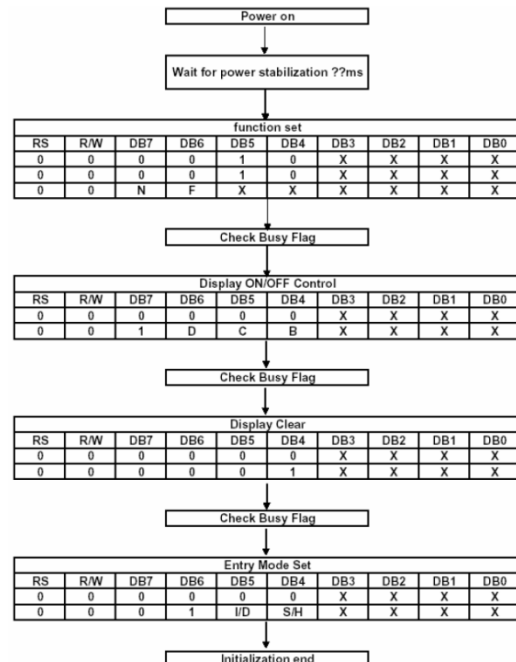 Power on
Wait for power stabilization ??ms
function set
RS R/W DB7 DB6 DB5 DB4 DB3 DB2 DB1 DB0
0 0 0 0 1 0 X X X X
0 0 0 0 1 0 X X X X
0 0 N F X X X X X X
Check Busy Flag
Display ON/OFF Control
RS R/W DB7 DB6 DB5 DB4 DB3 DB2 DB1 DB0
0 0 0 0 0 0 X X X X
0 0 1 D C B X X X X
Check Busy Flag
Display Clear
RS R/W DB7 DB6 DB5 DB4 DB3 DB2 DB1 DB0
0 0 0 0 0 0 X X X X
0 0 0 0 0 1 X X X X
Check Busy Flag
Entry Mode Set
RS R/W DB7 DB6 DB5 DB4 DB3 DB2 DB1 DB0
0 0 0 0 0 0 X X X X
0 0 0 1 I/D S/H X X X X
Initialization end